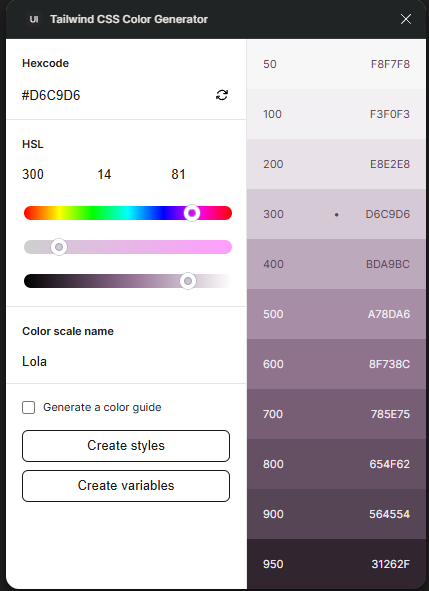 UI Tailwind CSS Color Generator
Hexcode
#D6C9D6
HSL
300 14 81
Color scale name
Lola
Generate a color guide
Create styles
Create variables
50 F8F7F8
100 F3F0F3
200 E8E2E8
300 • D6C9D6
400 BDA9BC
500 A78DA6
600 8F738C
700 785E75
800 654F62
900 564554
950 31262F